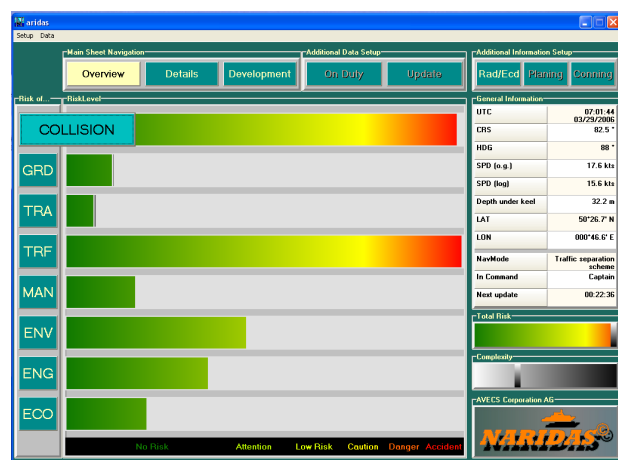 aridas
Setup Data
Main Sheet Navigation
Additional Data Setup
Additional Information Setup
Overview Details Development On Duty Update Rad/Ecd Planing Conning
Risk of... RiskLevel
General Information
COLLISION
GRD
TRA
TRF
MAN
ENV
ENG
ECO
No Risk Attention Low Risk Caution Danger Accident
UTC 07:01:44
03/29/2006
CRS 82.5 °
HDG 88 °
SPD (o.g.) 17.6 kts
SPD (log) 15.6 kts
Depth under keel 32.2 m
LAT 50°26.7' N
LON 000°46.6' E
NavMode Traffic separation
scheme
In Command Captain
Next update 00:22:36
Total Risk
Complexity
AVECS Corporation AG
NARIDAS